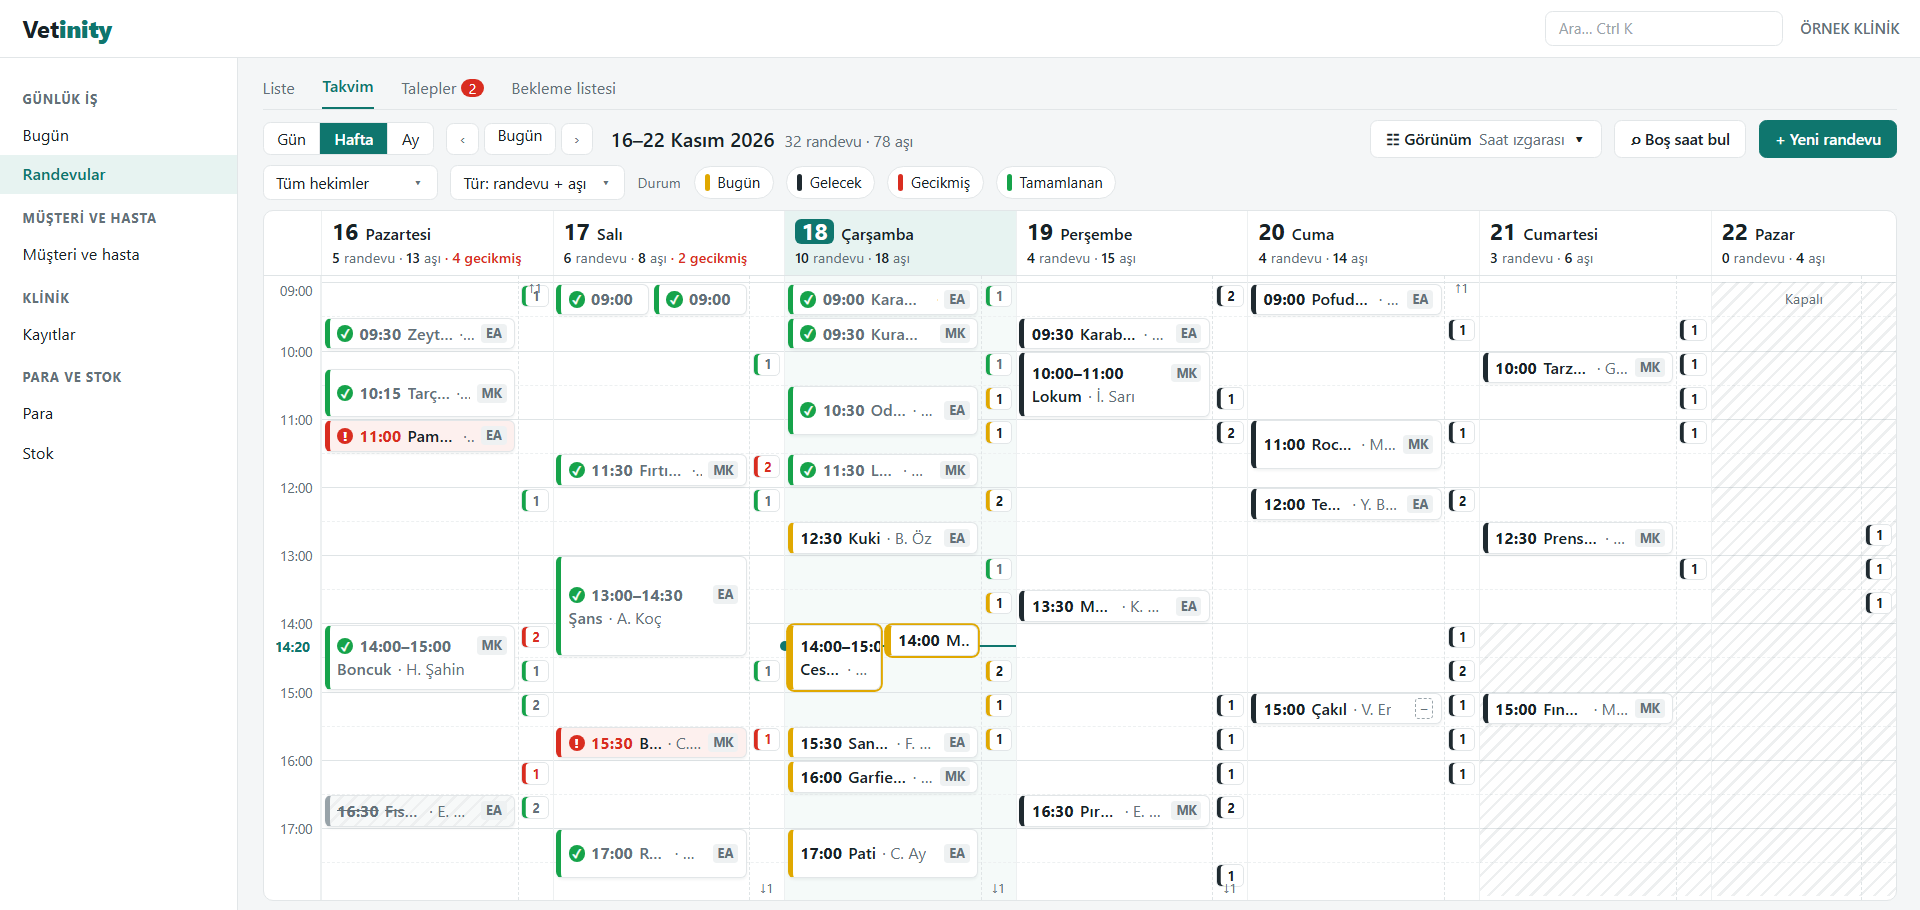 Vetinity
Ara... Ctrl K
ÖRNEK KLİNİK
GÜNLÜK İŞ
Bugün
Randevular
MÜŞTERİ VE HASTA
Müşteri ve hasta
KLİNİK
Kayıtlar
PARA VE STOK
Para
Stok
Liste
Takvim
Talepler 2
Bekleme listesi
Gün
Hafta
Ay
‹
Bugün
›
16–22 Kasım 2026
32 randevu · 78 aşı
Görünüm Saat ızgarası ▾
Boş saat bul
+ Yeni randevu
Tüm hekimler
Tür: randevu + aşı
Durum
Bugün
Gelecek
Gecikmiş
Tamamlanan
16 Pazartesi
5 randevu · 13 aşı · 4 gecikmiş
17 Salı
6 randevu · 8 aşı · 2 gecikmiş
18 Çarşamba
10 randevu · 18 aşı
19 Perşembe
4 randevu · 15 aşı
20 Cuma
4 randevu · 14 aşı
21 Cumartesi
3 randevu · 6 aşı
22 Pazar
0 randevu · 4 aşı
09:00
10:00
11:00
12:00
13:00
14:00
14:20
15:00
16:00
17:00
↑1
1
09:30 Zeyt... ·... EA
10:15 Tarç... ·... MK
11:00 Pam... ·.. EA
1
14:00–15:00 MK
Boncuk · H. Şahin
2
1
2
1
16:30 Fıs... · E. ... EA
2
09:00
09:00
1
11:30 Fırtı... ·.. MK
2
1
13:00–14:30 EA
Şans · A. Koç
1
15:30 B... · C.... MK
1
17:00 R... · ... EA
↓1
09:00 Kara... EA
1
09:30 Kura... MK
1
10:30 Od... · ... EA
1
1
11:30 L... · ... MK
2
12:30 Kuki · B. Öz EA
1
1
14:00–15:0
Ces... · ...
14:00 M..
2
1
15:30 San... · F. ... EA
1
16:00 Garfie... · ... MK
17:00 Pati · C. Ay EA
↓1
2
09:30 Karab... · ... EA
10:00–11:00 MK
Lokum · İ. Sarı
1
2
13:30 M... · K. ... EA
1
1
1
16:30 Pır... · E. ... MK
2
1
↓1
09:00 Pofud... · ... EA
↑1
1
11:00 Roc... · M... MK
1
12:00 Te... · Y. B... EA
2
1
2
15:00 Çakıl · V. Er –
1
1
1
1
10:00 Tarz... · G... MK
1
1
1
12:30 Prens... · ... MK
1
15:00 Fın... · M... MK
Kapalı
1
1
1